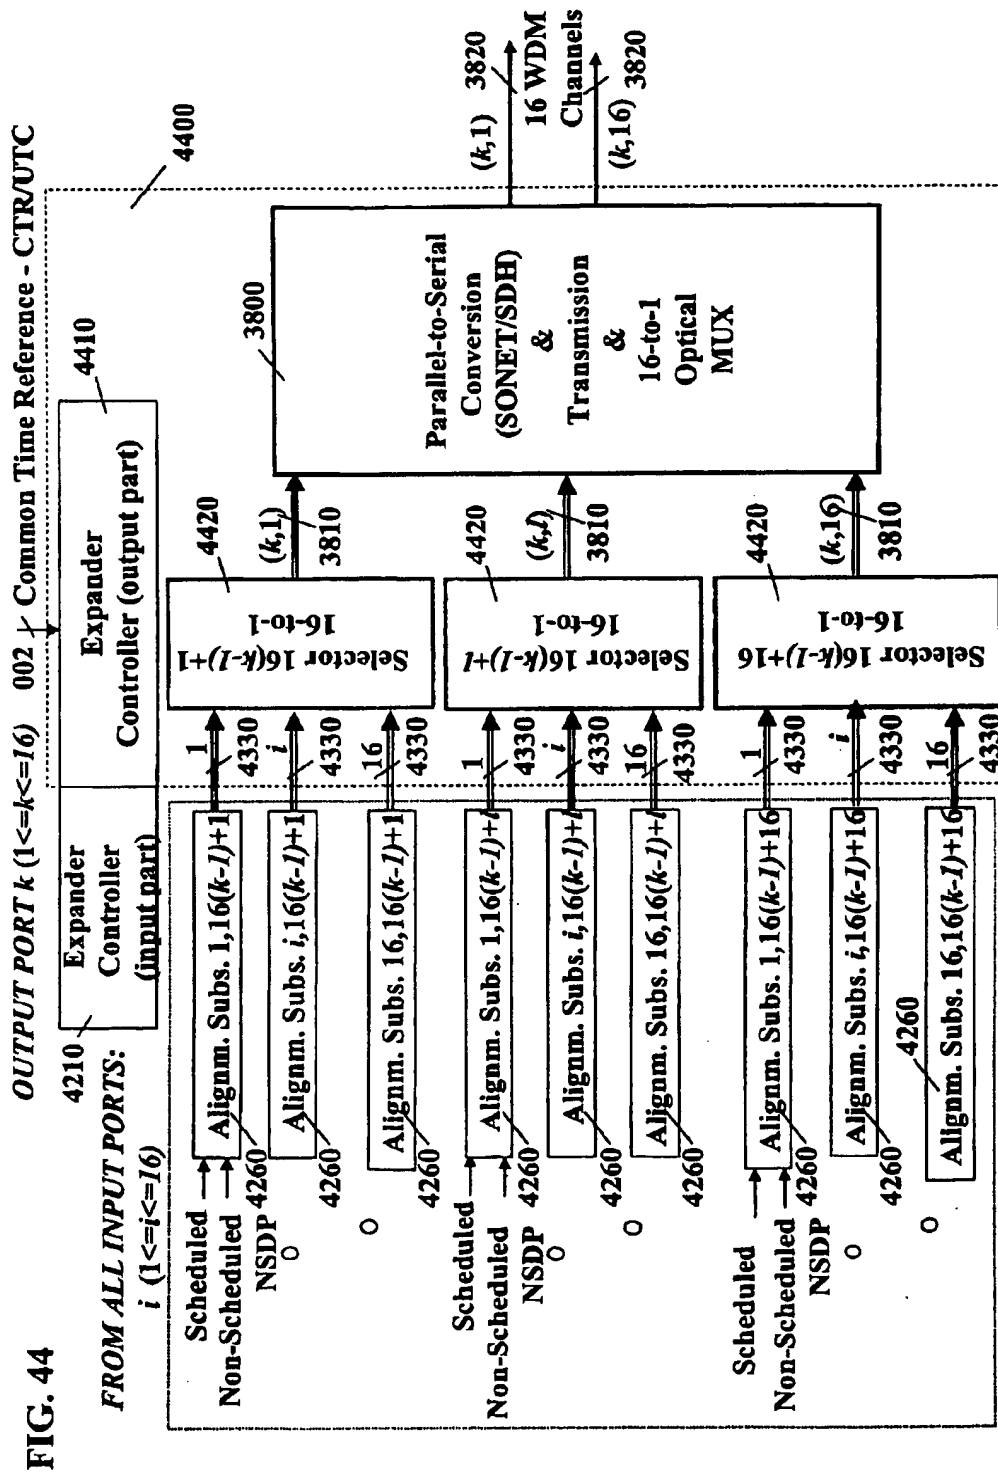 FIG. 44
OUTPUT PORT k (1<=k<=16)
002
Common Time Reference - CTR/UTC
FROM ALL INPUT PORTS:
i (1<=i<=16)
4210
Expander
Controller
(input part)
Expander
Controller (output part)
4410
4400
Scheduled
Non-Scheduled
NSDP
Alignm. Subs. 1,16(k-1)+1
4260
Alignm. Subs. i,16(k-1)+1
4260
Alignm. Subs. 16,16(k-1)+1
4260
1
4330
i
4330
16
4330
Selector 16(k-1)+1
16-to-1
4420
(k,1)
3810
Scheduled
Non-Scheduled
NSDP
Alignm. Subs. 1,16(k-1)+i
4260
Alignm. Subs. i,16(k-1)+i
4260
Alignm. Subs. 16,16(k-1)+i
4260
1
4330
i
4330
16
4330
Selector 16(k-1)+l
16-to-1
4420
(k,l)
3810
Scheduled
Non-Scheduled
NSDP
Alignm. Subs. 1,16(k-1)+16
4260
Alignm. Subs. i,16(k-1)+16
4260
Alignm. Subs. 16,16(k-1)+16
4260
1
4330
i
4330
16
4330
Selector 16(k-1)+16
16-to-1
4420
(k,16)
3810
3800
Parallel-to-Serial
Conversion
(SONET/SDH)
&
Transmission
&
16-to-1
Optical
MUX
(k,1)
3820
16 WDM
Channels
(k,16)
3820